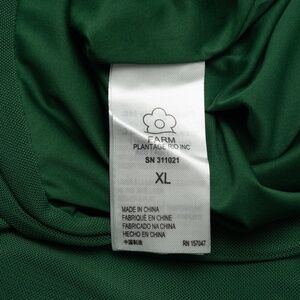 FARM
PLANTAGE RIO INC
SN 311021
XL
MADE IN CHINA
FABRIQUÉ EN CHINE
FABRICADO NA CHINA
HECHO EN CHINA
中国制造
RN 157047